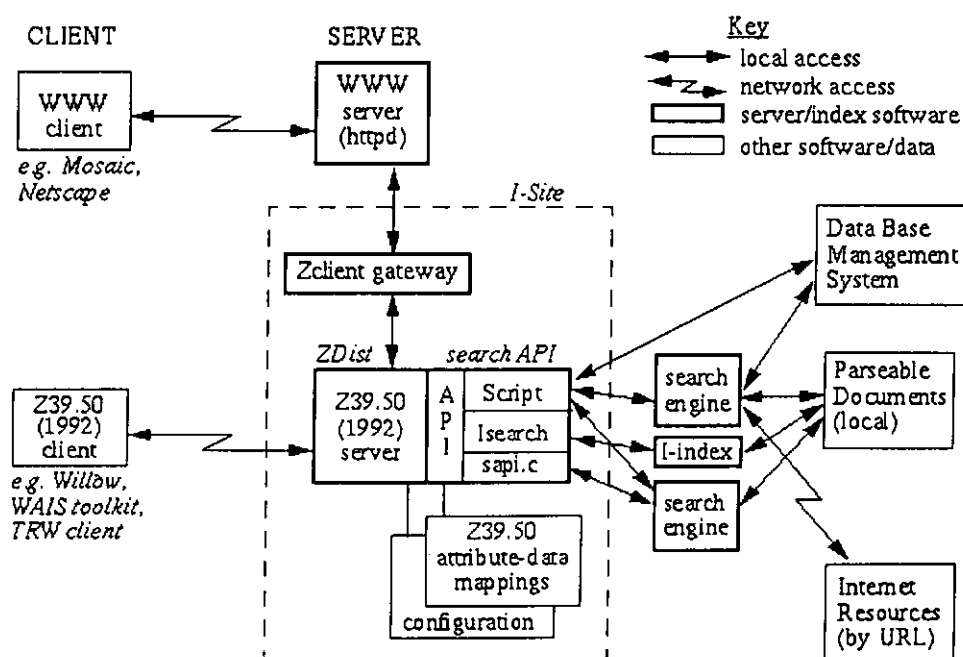 CLIENT
SERVER
Key
local access
network access
server/index software
other software/data
WWW
client
e.g. Mosaic,
Netscape
WWW
server
(httpd)
I-Site
Zclient gateway
ZDist
search API
Z39.50
(1992)
client
e.g. Willow,
WAIS toolkit,
TRW client
Z39.50
(1992)
server
A
P
I
Script
Isearch
sapi.c
Z39.50
attribute-data
mappings
configuration
search
engine
I-index
search
engine
Data Base
Management
System
Parseable
Documents
(local)
Internet
Resources
(by URL)